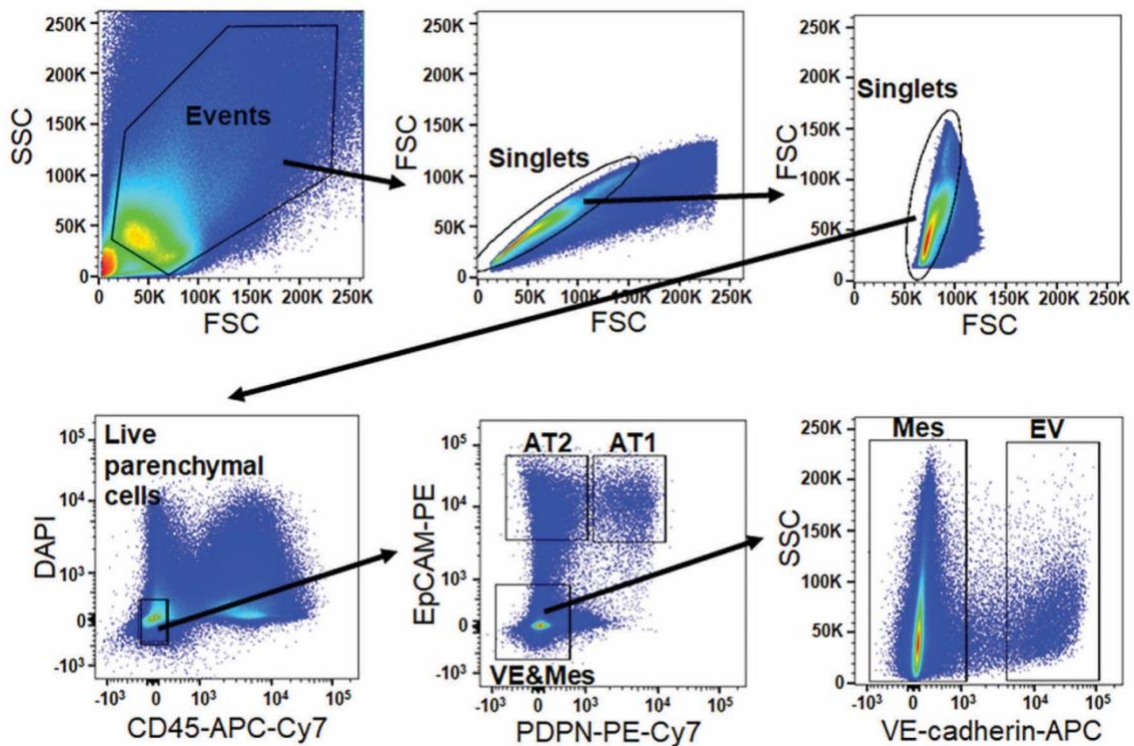 250K
200K
150K
100K
50K
0
SSC
Events
0 50K 100K 150K 200K 250K
FSC
250K
200K
150K
100K
50K
0
FSC
Singlets
0 50K 100K 150K 200K 250K
FSC
250K
200K
150K
100K
50K
0
FSC
Singlets
50K 100K 150K 200K 250K
FSC
10⁵
10⁴
10³
0
-10³
DAPI
Live
parenchymal
cells
-10³ 0 10³ 10⁴ 10⁵
CD45-APC-Cy7
10⁵
10⁴
10³
0
-10³
EpCAM-PE
AT2 AT1
VE&Mes
-10³ 0 10³ 10⁴ 10⁵
PDPN-PE-Cy7
250K
200K
150K
100K
50K
0
SSC
Mes EV
-10³ 0 10³ 10⁴ 10⁵
VE-cadherin-APC